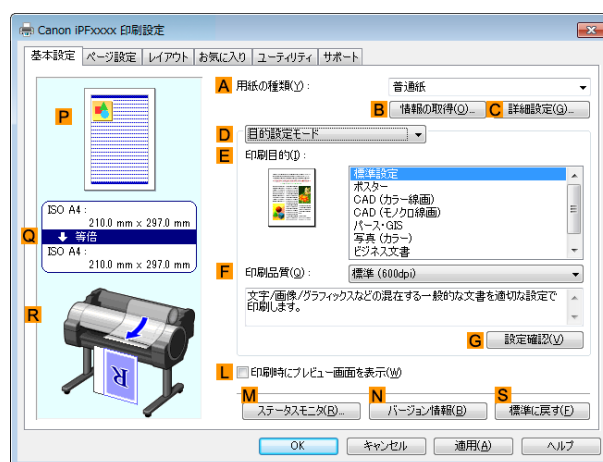 Canon iPFxxxx 印刷設定
基本設定 ページ設定 レイアウト お気に入り ユーティリティ サポート
P
A 用紙の種類(Y): 普通紙
B 情報の取得(O)... C 詳細設定(G)...
D 目的設定モード
E 印刷目的(I):
標準設定
ポスター
CAD (カラー線画)
CAD (モノクロ線画)
パース・GIS
写真 (カラー)
ビジネス文書
Q
ISO A4 :
210.0 mm x 297.0 mm
等倍
ISO A4 :
210.0 mm x 297.0 mm
F 印刷品質(Q): 標準 (600dpi)
文字/画像/グラフィックスなどの混在する一般的な文書を適切な設定で
印刷します。
G 設定確認(V)
R
R
L 印刷時にプレビュー画面を表示(W)
M N S
ステータスモニタ(R)... バージョン情報(B) 標準に戻す(F)
OK キャンセル 適用(A) ヘルプ